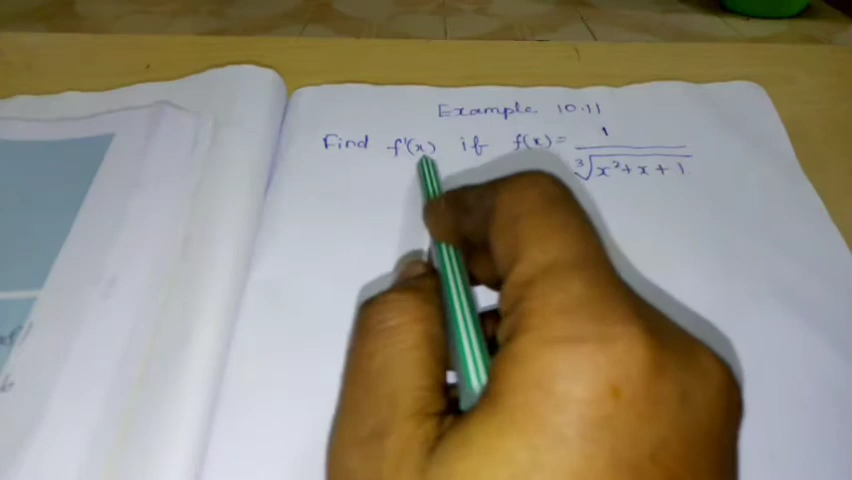 Example 10.11
Find f'(x) if f(x) = 1 / ∛(x² + x + 1)